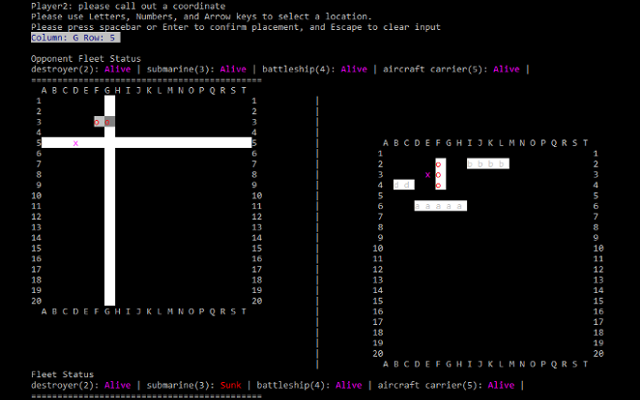 Player2: please call out a coordinate
Please use Letters, Numbers, and Arrow keys to select a location.
Please press spacebar or Enter to confirm placement, and Escape to clear input
Column: G Row: 5
Opponent Fleet Status
destroyer(2): Alive | submarine(3): Alive | battleship(4): Alive | aircraft carrier(5): Alive |
==========================================
A B C D E F G H I J K L M N O P Q R S T
1 1 |
2 2 |
3 o o 3 |
4 4 |
5 x 5 | A B C D E F G H I J K L M N O P Q R S T
6 6 | 1 1
7 7 | 2 o b b b b 2
8 8 | 3 x o 3
9 9 | 4 d d o 4
10 10 | 5 5
11 11 | 6 a a a a a 6
12 12 | 7 7
13 13 | 8 8
14 14 | 9 9
15 15 | 10 10
16 16 | 11 11
17 17 | 12 12
18 18 | 13 13
19 19 | 14 14
20 20 | 15 15
A B C D E F G H I J K L M N O P Q R S T | 16 16
| 17 17
| 18 18
| 19 19
| 20 20
| A B C D E F G H I J K L M N O P Q R S T
Fleet Status
destroyer(2): Alive | submarine(3): Sunk | battleship(4): Alive | aircraft carrier(5): Alive |
==========================================